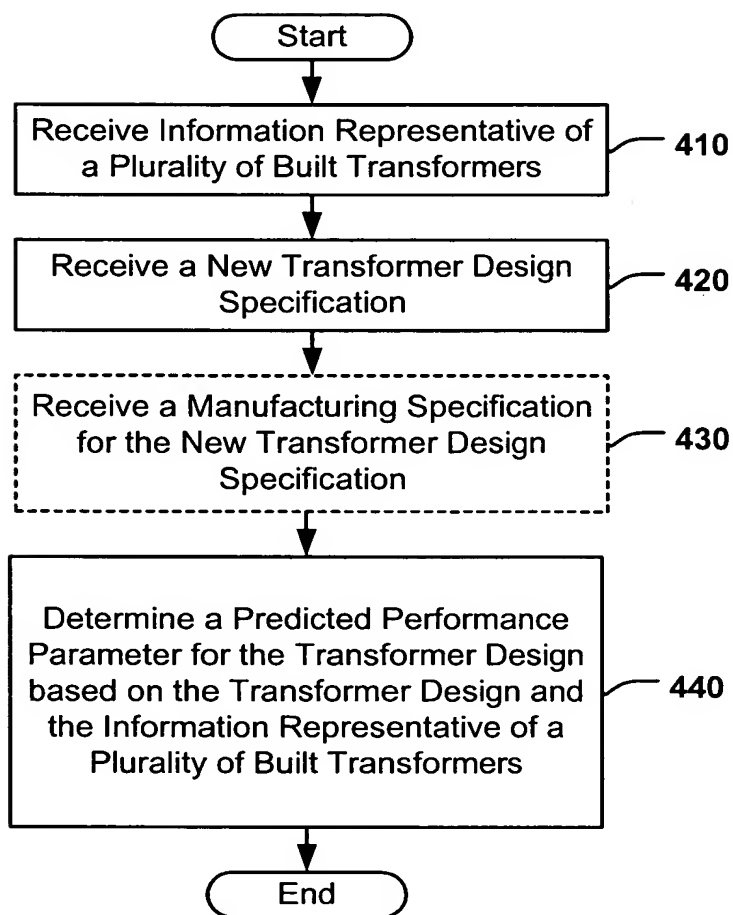 Start
Receive Information Representative of
a Plurality of Built Transformers
410
Receive a New Transformer Design
Specification
420
Receive a Manufacturing Specification
for the New Transformer Design
Specification
430
Determine a Predicted Performance
Parameter for the Transformer Design
based on the Transformer Design and
the Information Representative of a
Plurality of Built Transformers
440
End